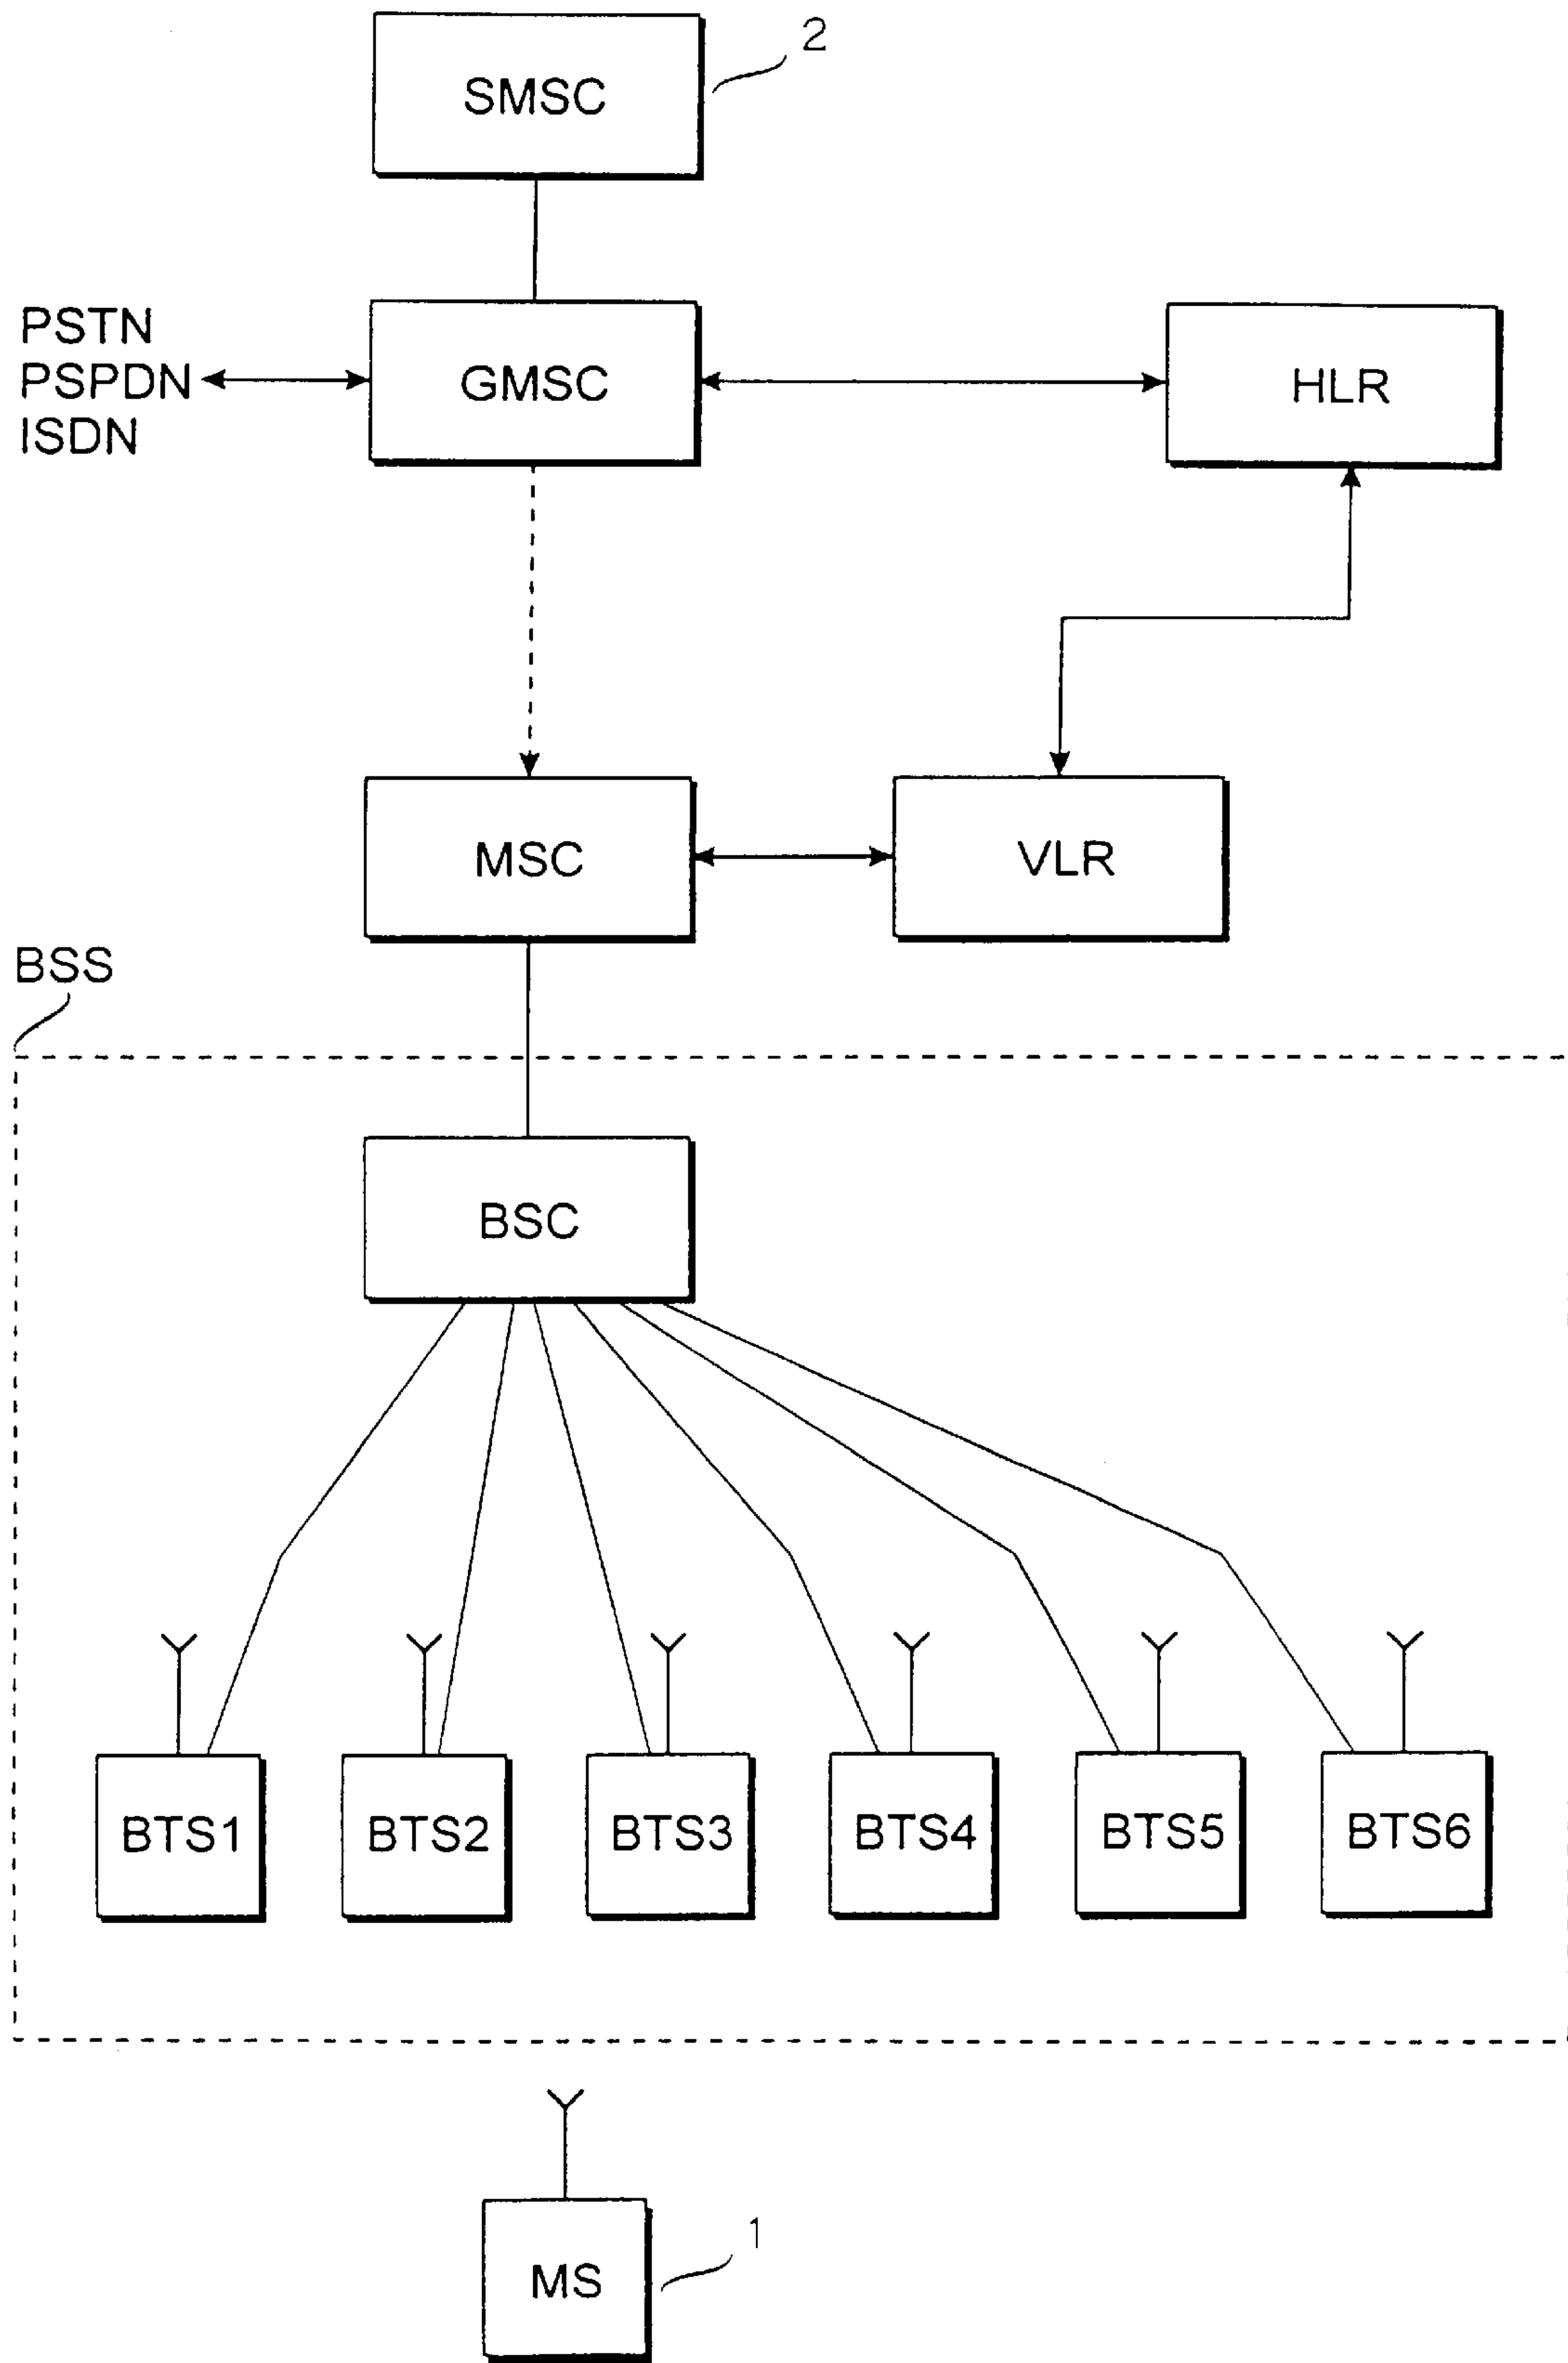 2
SMSC
PSTN
PSPDN
ISDN
GMSC
HLR
MSC
VLR
BSS
BSC
BTS1
BTS2
BTS3
BTS4
BTS5
BTS6
MS
1